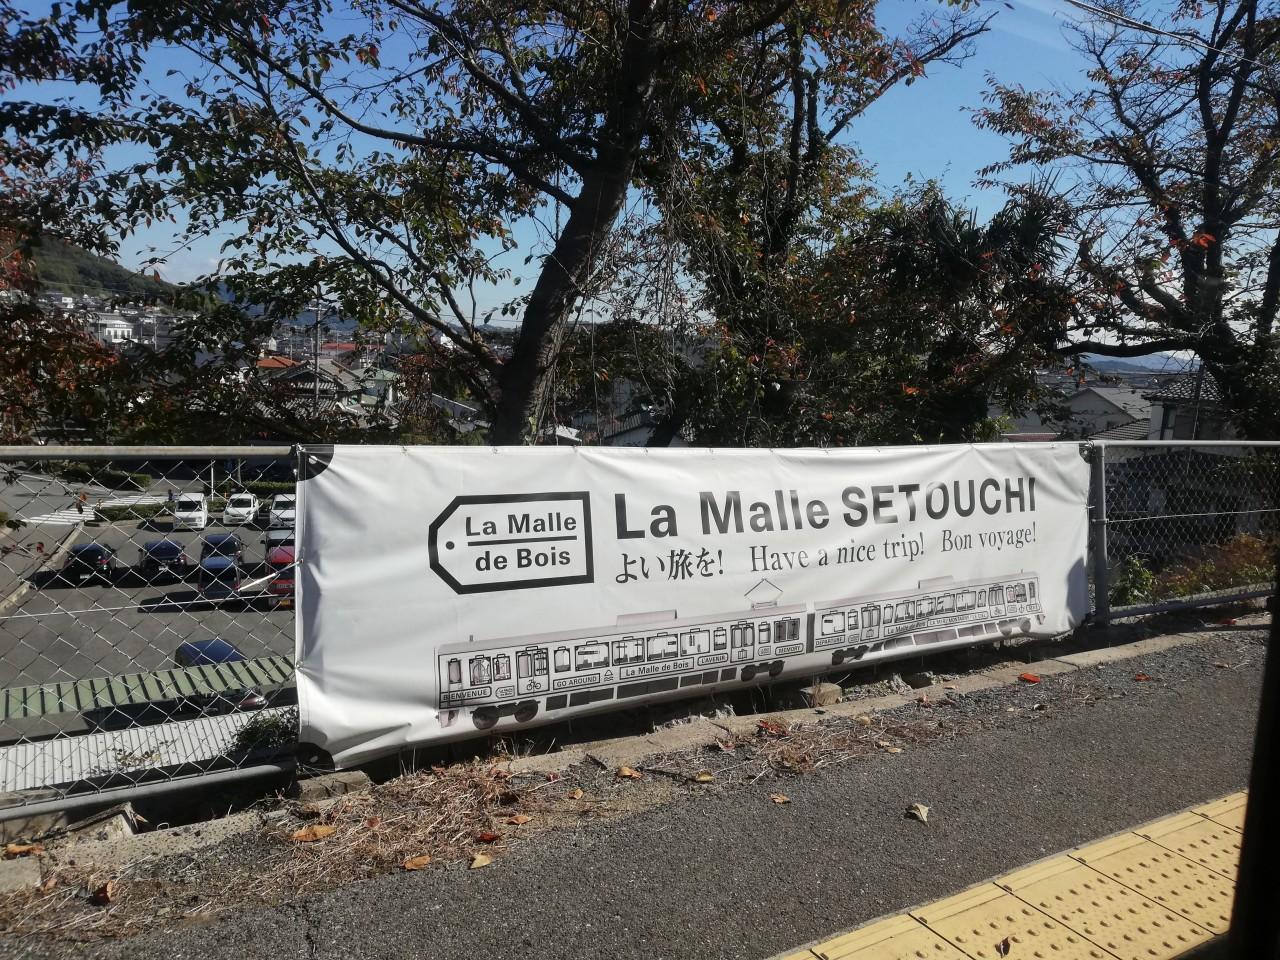 La Malle
de Bois
La Malle SETOUCHI
よい旅を! Have a nice trip! Bon voyage!
BIENVENUE
GO AROUND
La Malle de Bois
L'AVENIR
MEMORY
DEPARTURE